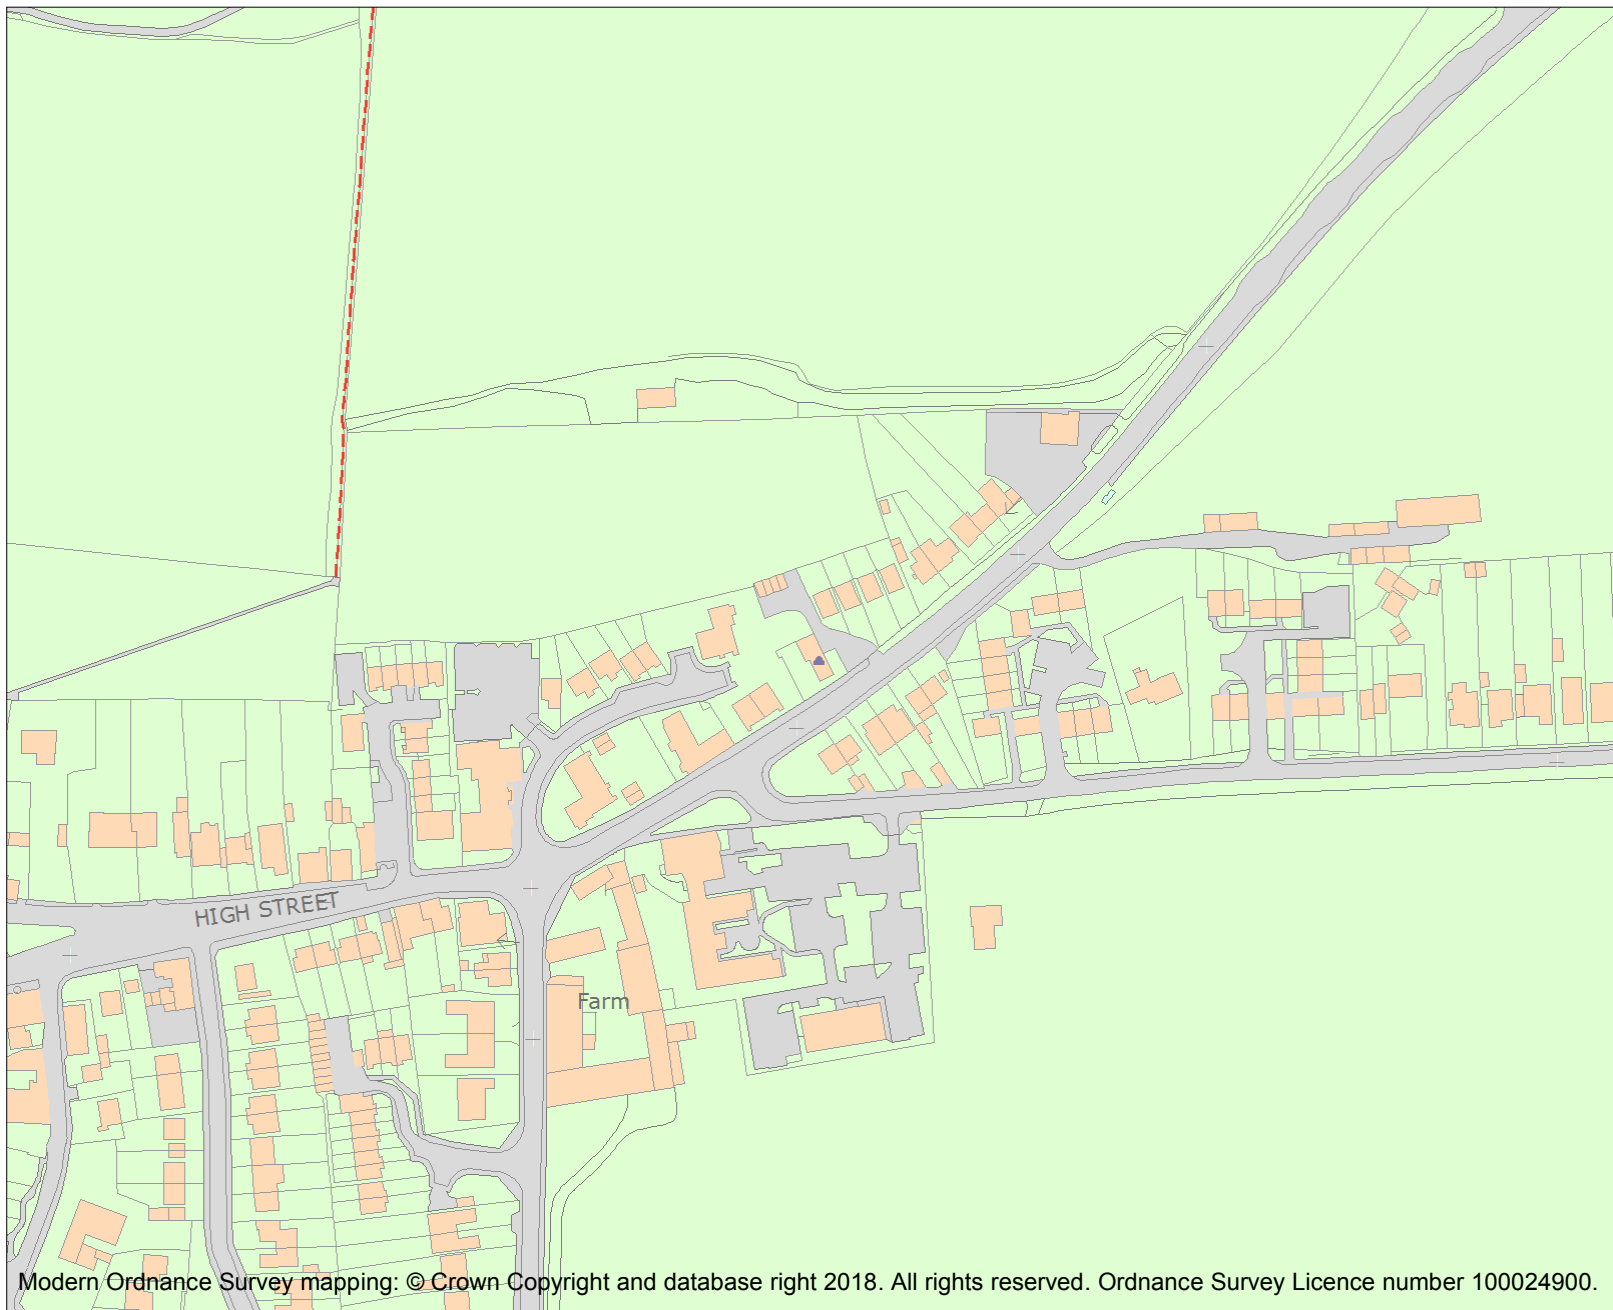 HIGH STREET
Farm
Modern Ordnance Survey mapping: © Crown Copyright and database right 2018. All rights reserved. Ordnance Survey Licence number 100024900.